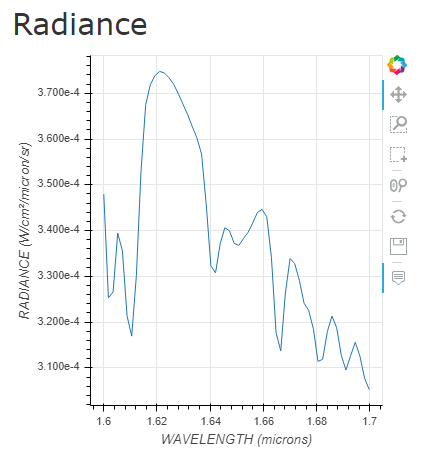 Radiance
3.700e-4
3.600e-4
3.500e-4
3.400e-4
3.300e-4
3.200e-4
3.100e-4
RADIANCE (W/cm²/micron/sr)
1.6 1.62 1.64 1.66 1.68 1.7
WAVELENGTH (microns)